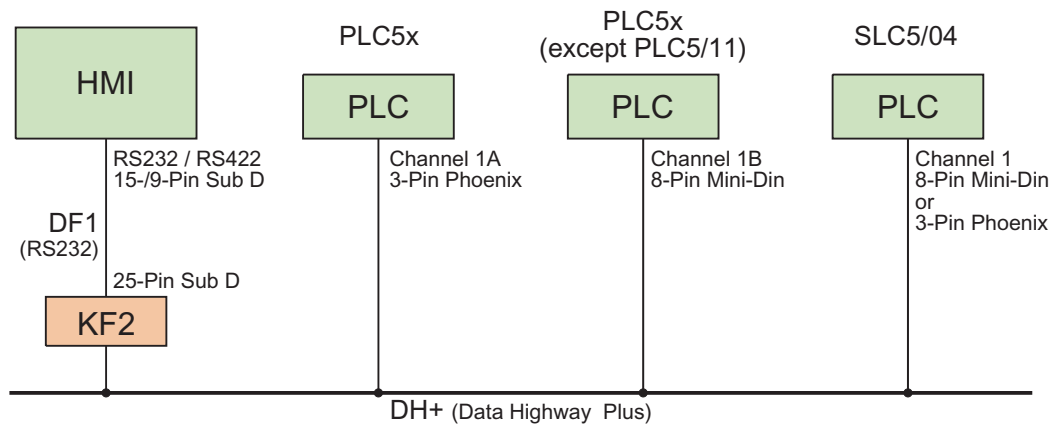 HMI
RS232 / RS422
15-/9-Pin Sub D
DF1
(RS232)
25-Pin Sub D
KF2
PLC5x
PLC
Channel 1A
3-Pin Phoenix
PLC5x
(except PLC5/11)
PLC
Channel 1B
8-Pin Mini-Din
SLC5/04
PLC
Channel 1
8-Pin Mini-Din
or
3-Pin Phoenix
DH+ (Data Highway Plus)